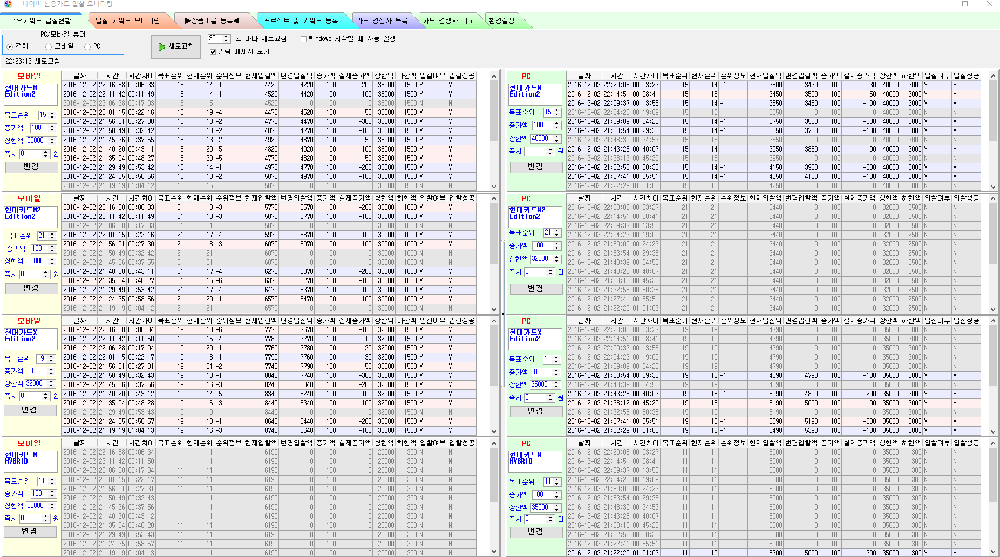 ::: 네이버 신용카드 입찰 모니터링 :::
주요키워드 입찰현황 입찰 키워드 모니터링 ▶상품이름 등록◀ 프로젝트 및 키워드 등록 카드 경쟁사 목록 카드 경쟁사 비교 환경설정
PC/모바일 뷰어
전체 모바일 PC
새로고침
30 초 마다 새로고침 Windows 시작할 때 자동 실행
알림 메세지 보기
22:23:13 새로고침
모바일
현대카드M
Edition2
목표순위 15
증가액 100
상한액 35000
즉시 0 원
변경
날짜 시간 시간차이 목표순위 현재순위 순위정보 현재입찰액 변경입찰액 증가액 실제증가액 상한액 하한액 입찰여부 입찰성공
2016-12-02 22:16:58 00:06:33 15 14 -1 4420 4220 100 -200 35000 1500 Y Y
2016-12-02 22:11:42 00:11:49 15 14 -1 4520 4420 100 -100 35000 1500 Y Y
2016-12-02 22:06:28 00:17:03 15 15 4520 0 100 0 35000 1500 N N
2016-12-02 22:01:15 00:22:16 15 19 +4 4470 4520 100 50 35000 1500 Y Y
2016-12-02 21:56:01 00:27:30 15 13 -2 4770 4470 100 -300 35000 1500 Y Y
2016-12-02 21:50:49 00:32:42 15 13 -2 4870 4770 100 -100 35000 1500 Y Y
2016-12-02 21:45:36 00:37:55 15 13 -2 4920 4870 100 -50 35000 1500 Y Y
2016-12-02 21:40:20 00:43:11 15 20 +5 4820 4920 100 100 35000 1500 Y Y
2016-12-02 21:35:04 00:48:27 15 20 +5 4770 4820 100 50 35000 1500 Y Y
2016-12-02 21:29:49 00:53:42 15 14 -1 4970 4770 100 -200 35000 1500 Y Y
2016-12-02 21:24:35 00:58:56 15 13 -2 5070 4970 100 -100 35000 1500 Y Y
2016-12-02 21:19:19 01:04:12 15 15 5070 0 100 0 35000 1500 N N
PC
현대카드M
Edition2
목표순위 15
증가액 100
상한액 40000
즉시 0 원
변경
날짜 시간 시간차이 목표순위 현재순위 순위정보 현재입찰액 변경입찰액 증가액 실제증가액 상한액 하한액 입찰여부 입찰성공
2016-12-02 22:20:05 00:03:27 15 14 -1 3500 3470 100 -30 40000 3000 Y Y
2016-12-02 22:14:51 00:08:41 15 16 +1 3450 3500 100 50 40000 3000 Y Y
2016-12-02 22:09:37 00:13:55 15 14 -1 3550 3450 100 -100 40000 3000 Y Y
2016-12-02 22:04:23 00:19:09 15 15 3550 0 100 0 40000 3000 N N
2016-12-02 21:59:09 00:24:23 15 14 -1 3750 3550 100 -200 40000 3000 Y Y
2016-12-02 21:53:54 00:29:38 15 14 -1 3850 3750 100 -100 40000 3000 Y Y
2016-12-02 21:48:39 00:34:53 15 15 3850 0 100 0 40000 3000 N N
2016-12-02 21:43:25 00:40:07 15 14 -1 3950 3850 100 -100 40000 3000 Y Y
2016-12-02 21:38:12 00:45:20 15 15 3950 0 100 0 40000 3000 N N
2016-12-02 21:32:56 00:50:36 15 14 -1 4150 3950 100 -200 40000 3000 Y Y
2016-12-02 21:27:41 00:55:51 15 14 -1 4250 4150 100 -100 40000 3000 Y Y
2016-12-02 21:22:29 01:01:03 15 15 4250 0 100 0 40000 3000 N N
모바일
현대카드M2
Edition2
목표순위 21
증가액 100
상한액 30000
즉시 0 원
변경
날짜 시간 시간차이 목표순위 현재순위 순위정보 현재입찰액 변경입찰액 증가액 실제증가액 상한액 하한액 입찰여부 입찰성공
2016-12-02 22:16:58 00:06:33 21 18 -3 5770 5570 100 -200 30000 1000 Y Y
2016-12-02 22:11:42 00:11:49 21 18 -3 5870 5770 100 -100 30000 1000 Y Y
2016-12-02 22:06:28 00:17:03 21 21 5870 0 100 0 30000 1000 N N
2016-12-02 22:01:15 00:22:16 21 17 -4 5970 5870 100 -100 30000 1000 Y Y
2016-12-02 21:56:01 00:27:30 21 18 -3 6070 5970 100 -100 30000 1000 Y Y
2016-12-02 21:50:49 00:32:42 21 21 6070 0 100 0 30000 1000 N N
2016-12-02 21:45:36 00:37:55 21 21 6070 0 100 0 30000 1000 N N
2016-12-02 21:40:20 00:43:11 21 17 -4 6270 6070 100 -200 30000 1000 Y Y
2016-12-02 21:35:04 00:48:27 21 15 -6 6370 6270 100 -100 30000 1000 Y Y
2016-12-02 21:29:49 00:53:42 21 17 -4 6470 6370 100 -100 30000 1000 Y Y
2016-12-02 21:24:35 00:58:56 21 20 -1 6570 6470 100 -100 30000 1000 Y Y
2016-12-02 21:19:19 01:04:12 21 21 6570 0 100 0 30000 1000 N N
PC
현대카드M2
Edition2
목표순위 21
증가액 100
상한액 32000
즉시 0 원
변경
날짜 시간 시간차이 목표순위 현재순위 순위정보 현재입찰액 변경입찰액 증가액 실제증가액 상한액 하한액 입찰여부 입찰성공
2016-12-02 22:20:05 00:03:27 21 21 3440 0 100 0 32000 2500 N N
2016-12-02 22:14:51 00:08:41 21 21 3440 0 100 0 32000 2500 N N
2016-12-02 22:09:37 00:13:55 21 21 3440 0 100 0 32000 2500 N N
2016-12-02 22:04:23 00:19:09 21 21 3440 0 100 0 32000 2500 N N
2016-12-02 21:59:09 00:24:23 21 21 3440 0 100 0 32000 2500 N N
2016-12-02 21:53:54 00:29:38 21 21 3440 0 100 0 32000 2500 N N
2016-12-02 21:48:39 00:34:53 21 21 3440 0 100 0 32000 2500 N N
2016-12-02 21:43:25 00:40:07 21 21 3440 0 100 0 32000 2500 N N
2016-12-02 21:38:12 00:45:20 21 21 3440 0 100 0 32000 2500 N N
2016-12-02 21:32:56 00:50:36 21 21 3440 0 100 0 32000 2500 N N
2016-12-02 21:27:41 00:55:51 21 21 3440 0 100 0 32000 2500 N N
2016-12-02 21:22:29 01:01:03 21 21 3440 0 100 0 32000 2500 N N
모바일
현대카드X
Edition2
목표순위 19
증가액 100
상한액 32000
즉시 0 원
변경
날짜 시간 시간차이 목표순위 현재순위 순위정보 현재입찰액 변경입찰액 증가액 실제증가액 상한액 하한액 입찰여부 입찰성공
2016-12-02 22:16:58 00:06:34 19 13 -6 7770 7670 100 -100 32000 1500 Y Y
2016-12-02 22:11:42 00:11:50 19 15 -4 7780 7770 100 -10 32000 1500 Y Y
2016-12-02 22:06:28 00:17:04 19 20 +1 7760 7780 100 20 32000 1500 Y Y
2016-12-02 22:01:15 00:22:17 19 18 -1 7790 7760 100 -30 32000 1500 Y Y
2016-12-02 21:56:01 00:27:31 19 21 +2 7740 7790 100 50 32000 1500 Y Y
2016-12-02 21:50:49 00:32:43 19 18 -1 8040 7740 100 -300 32000 1500 Y Y
2016-12-02 21:45:36 00:37:56 19 16 -3 8240 8040 100 -200 32000 1500 Y Y
2016-12-02 21:40:20 00:43:12 19 14 -5 8340 8240 100 -100 32000 1500 Y Y
2016-12-02 21:35:04 00:48:28 19 16 -3 8440 8340 100 -100 32000 1500 Y Y
2016-12-02 21:29:49 00:53:43 19 19 8440 0 100 0 32000 1500 N N
2016-12-02 21:24:35 00:58:57 19 18 -1 8640 8440 100 -200 32000 1500 Y Y
2016-12-02 21:19:19 01:04:13 19 16 -3 8740 8640 100 -100 32000 1500 Y Y
PC
현대카드X
Edition2
목표순위 19
증가액 100
상한액 35000
즉시 0 원
변경
날짜 시간 시간차이 목표순위 현재순위 순위정보 현재입찰액 변경입찰액 증가액 실제증가액 상한액 하한액 입찰여부 입찰성공
2016-12-02 22:20:05 00:03:27 19 19 4790 0 100 0 35000 3000 N N
2016-12-02 22:14:51 00:08:41 19 19 4790 0 100 0 35000 3000 N N
2016-12-02 22:09:37 00:13:55 19 19 4790 0 100 0 35000 3000 N N
2016-12-02 22:04:23 00:19:09 19 19 4790 0 100 0 35000 3000 N N
2016-12-02 21:59:09 00:24:23 19 19 4790 0 100 0 35000 3000 N N
2016-12-02 21:53:54 00:29:38 19 18 -1 4890 4790 100 -100 35000 3000 Y Y
2016-12-02 21:48:39 00:34:53 19 19 4890 0 100 0 35000 3000 N N
2016-12-02 21:43:25 00:40:07 19 18 -1 5090 4890 100 -200 35000 3000 Y Y
2016-12-02 21:38:12 00:45:20 19 18 -1 5190 5090 100 -100 35000 3000 Y Y
2016-12-02 21:32:56 00:50:36 19 19 5190 0 100 0 35000 3000 N N
2016-12-02 21:27:41 00:55:51 19 18 -1 5390 5190 100 -200 35000 3000 Y Y
2016-12-02 21:22:29 01:01:03 19 18 -1 5490 5390 100 -100 35000 3000 Y Y
모바일
현대카드M
HYBRID
목표순위 11
증가액 100
상한액 20000
즉시 0 원
변경
날짜 시간 시간차이 목표순위 현재순위 순위정보 현재입찰액 변경입찰액 증가액 실제증가액 상한액 하한액 입찰여부 입찰성공
2016-12-02 22:16:58 00:06:34 11 11 6190 0 100 0 20000 300 N N
2016-12-02 22:11:42 00:11:50 11 11 6190 0 100 0 20000 300 N N
2016-12-02 22:06:28 00:17:04 11 11 6190 0 100 0 20000 300 N N
2016-12-02 22:01:15 00:22:17 11 11 6190 0 100 0 20000 300 N N
2016-12-02 21:56:01 00:27:31 11 11 6190 0 100 0 20000 300 N N
2016-12-02 21:50:49 00:32:43 11 11 6190 0 100 0 20000 300 N N
2016-12-02 21:45:36 00:37:56 11 11 6190 0 100 0 20000 300 N N
2016-12-02 21:40:20 00:43:12 11 11 6190 0 100 0 20000 300 N N
2016-12-02 21:35:04 00:48:28 11 11 6190 0 100 0 20000 300 N N
2016-12-02 21:29:49 00:53:43 11 11 6190 0 100 0 20000 300 N N
2016-12-02 21:24:35 00:58:57 11 11 6190 0 100 0 20000 300 N N
2016-12-02 21:19:19 01:04:13 11 11 6190 0 100 0 20000 300 N N
PC
현대카드M
HYBRID
목표순위 11
증가액 100
상한액 35000
즉시 0 원
변경
날짜 시간 시간차이 목표순위 현재순위 순위정보 현재입찰액 변경입찰액 증가액 실제증가액 상한액 하한액 입찰여부 입찰성공
2016-12-02 22:20:05 00:03:27 11 11 5000 0 100 0 35000 300 N N
2016-12-02 22:14:51 00:08:41 11 11 5000 0 100 0 35000 300 N N
2016-12-02 22:09:37 00:13:55 11 11 5000 0 100 0 35000 300 N N
2016-12-02 22:04:23 00:19:09 11 11 5000 0 100 0 35000 300 N N
2016-12-02 21:59:09 00:24:23 11 11 5000 0 100 0 35000 300 N N
2016-12-02 21:53:54 00:29:38 11 11 5000 0 100 0 35000 300 N N
2016-12-02 21:48:39 00:34:53 11 11 5000 0 100 0 35000 300 N N
2016-12-02 21:43:25 00:40:07 11 11 5000 0 100 0 35000 300 N N
2016-12-02 21:38:12 00:45:20 11 11 5000 0 100 0 35000 300 N N
2016-12-02 21:32:56 00:50:36 11 11 5000 0 100 0 35000 300 N N
2016-12-02 21:27:41 00:55:51 11 11 5000 0 100 0 35000 300 N N
2016-12-02 21:22:29 01:01:03 11 10 -1 5300 5000 100 -300 35000 300 Y Y